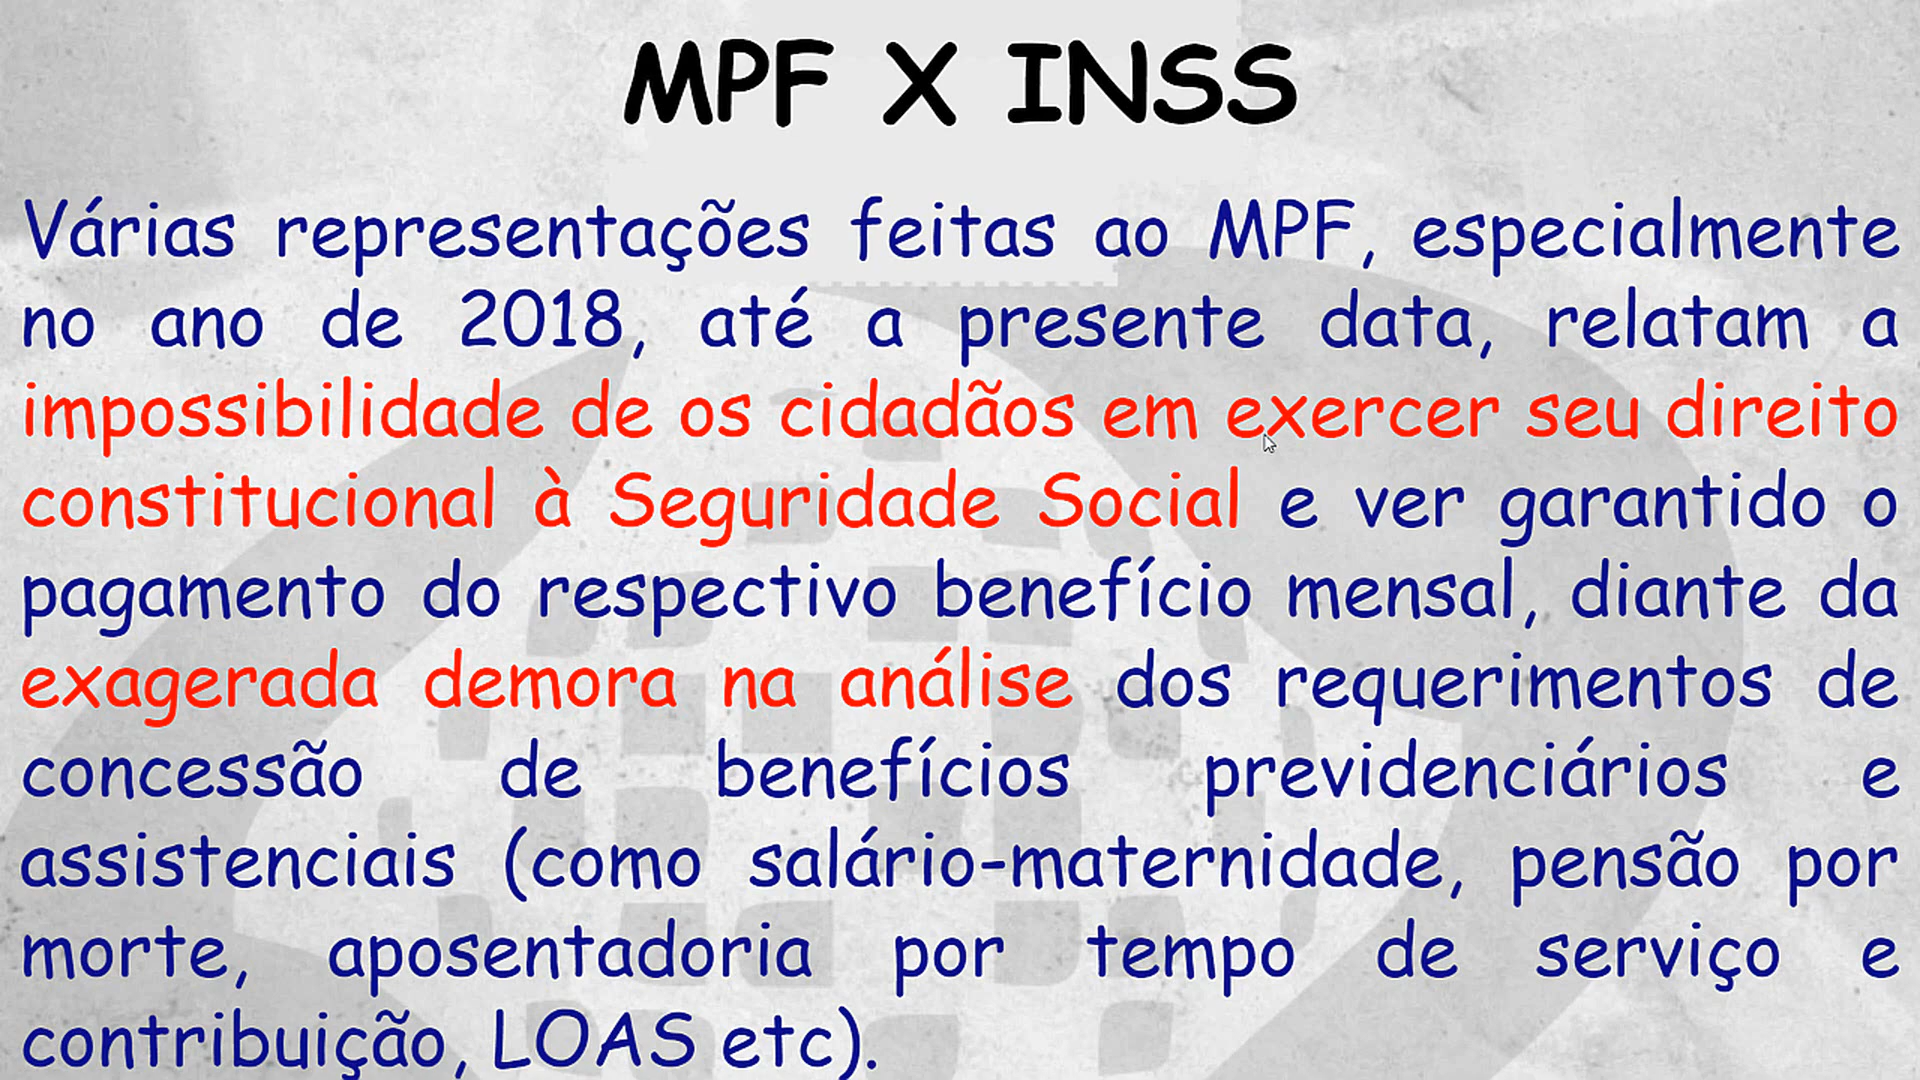 MPF X INSS
Várias representações feitas ao MPF, especialmente
no ano de 2018, até a presente data, relatam a
impossibilidade de os cidadãos em exercer seu direito
constitucional à Seguridade Social e ver garantido o
pagamento do respectivo benefício mensal, diante da
exagerada demora na análise dos requerimentos de
concessão de benefícios previdenciários e
assistenciais (como salário-maternidade, pensão por
morte, aposentadoria por tempo de serviço e
contribuição, LOAS etc).